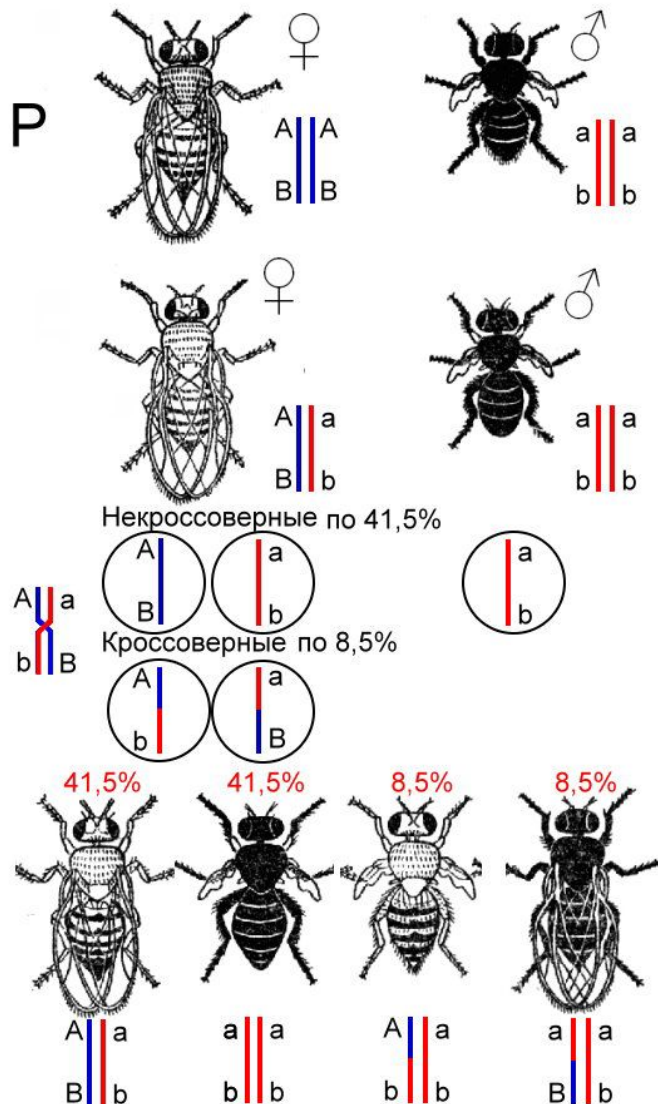 ♀ ♂
P
A A a a
B B b b
♀ ♂
A a a a
B b b b
Некроссоверные по 41,5%
A a a
B b b
A a
b B
Кроссоверные по 8,5%
A a
b B
41,5% 41,5% 8,5% 8,5%
A a a a A a a a
B b b b b b B b